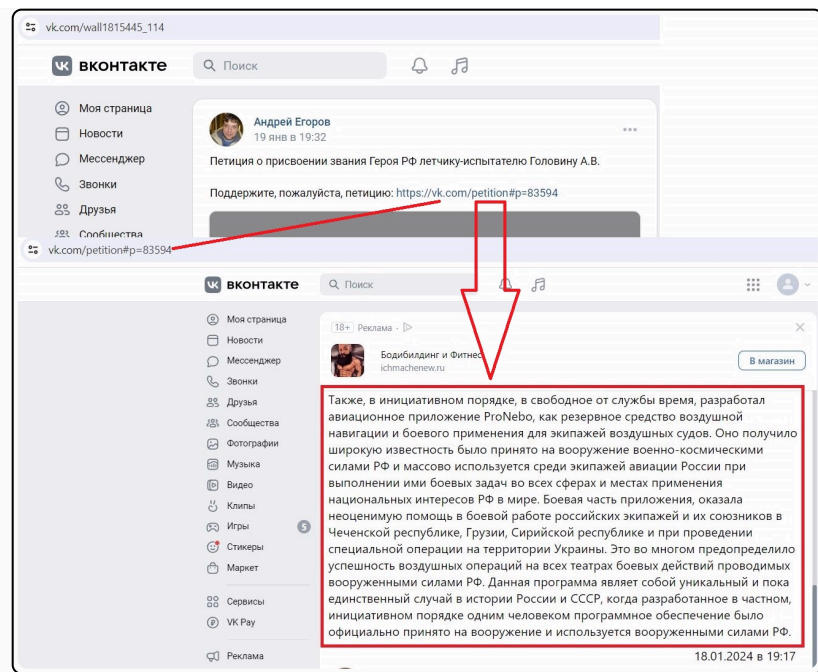 vk.com/wall1815445_114
вконтакте
Поиск
Моя страница
Новости
Мессенджер
Звонки
Друзья
Сообщества
Андрей Егоров
19 янв в 19:32
Петиция о присвоении звания Героя РФ летчику-испытателю Головину А.В.
Поддержите, пожалуйста, петицию: https://vk.com/petition#p=83594
vk.com/petition#p=83594
вконтакте
Поиск
Моя страница
Новости
Мессенджер
Звонки
Друзья
Сообщества
Фотографии
Музыка
Видео
Клипы
Игры 5
Стикеры
Маркет
Сервисы
VK Pay
Реклама
18+ Реклама
Бодибилдинг и Фитнес
ichmachenew.ru
В магазин
Также, в инициативном порядке, в свободное от службы время, разработал
авиационное приложение ProNebo, как резервное средство воздушной
навигации и боевого применения для экипажей воздушных судов. Оно получило
широкую известность было принято на вооружение военно-космическими
силами РФ и массово используется среди экипажей авиации России при
выполнении ими боевых задач во всех сферах и местах применения
национальных интересов РФ в мире. Боевая часть приложения, оказала
неоценимую помощь в боевой работе российских экипажей и их союзников в
Чеченской республике, Грузии, Сирийской республике и при проведении
специальной операции на территории Украины. Это во многом предопределило
успешность воздушных операций на всех театрах боевых действий проводимых
вооруженными силами РФ. Данная программа являет собой уникальный и пока
единственный случай в истории России и СССР, когда разработанное в частном,
инициативном порядке одним человеком программное обеспечение было
официально принято на вооружение и используется вооруженными силами РФ.
18.01.2024 в 19:17